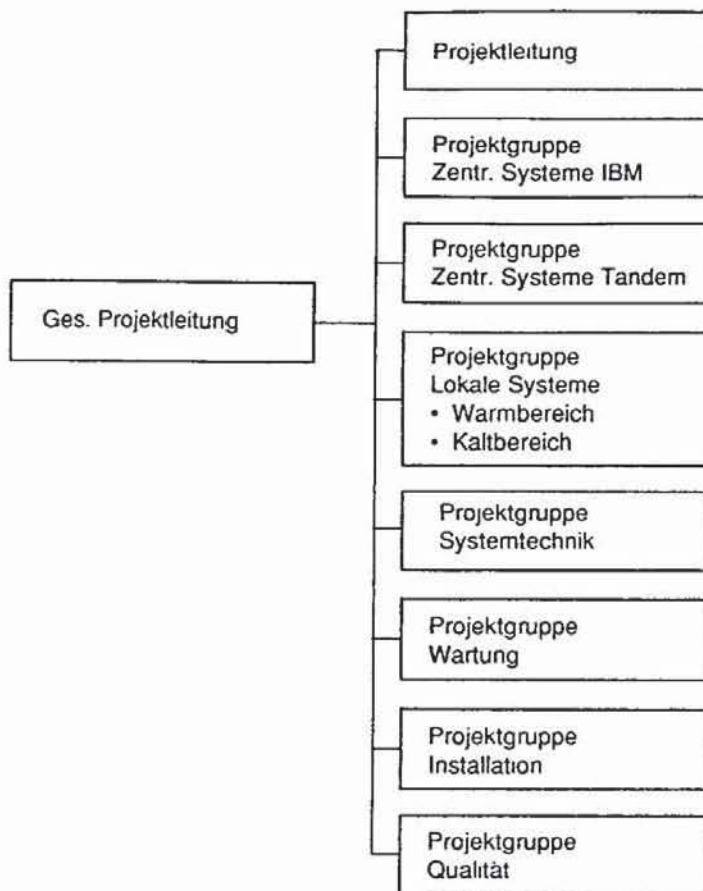 Projektleitung
Projektgruppe
Zentr. Systeme IBM
Projektgruppe
Zentr. Systeme Tandem
Ges. Projektleitung
Projektgruppe
Lokale Systeme
• Warmbereich
• Kaltbereich
Projektgruppe
Systemtechnik
Projektgruppe
Wartung
Projektgruppe
Installation
Projektgruppe
Qualität